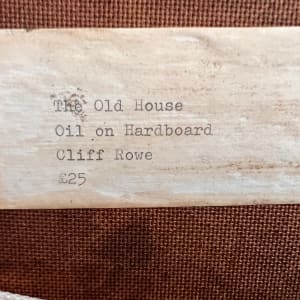 The Old House
Oil on Hardboard
Cliff Rowe
£25